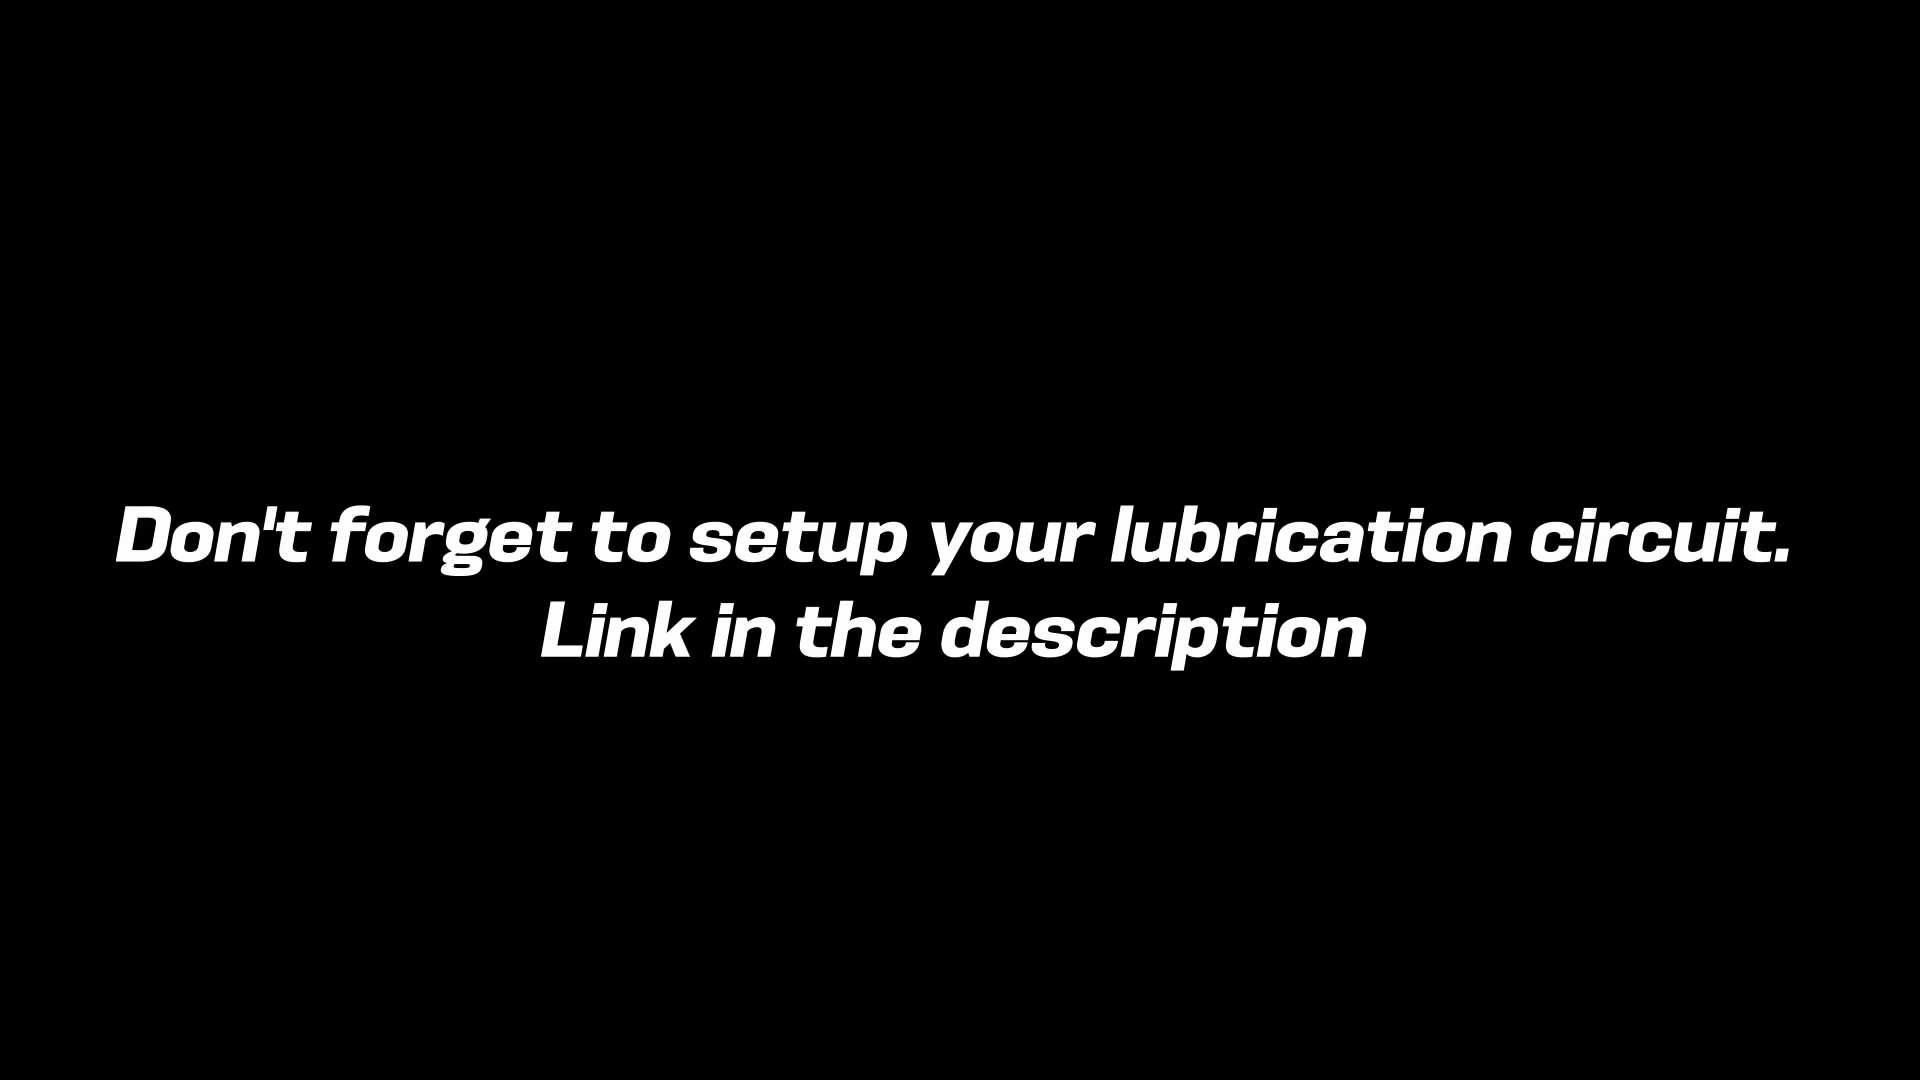 Don't forget to setup your lubrication circuit.
Link in the description